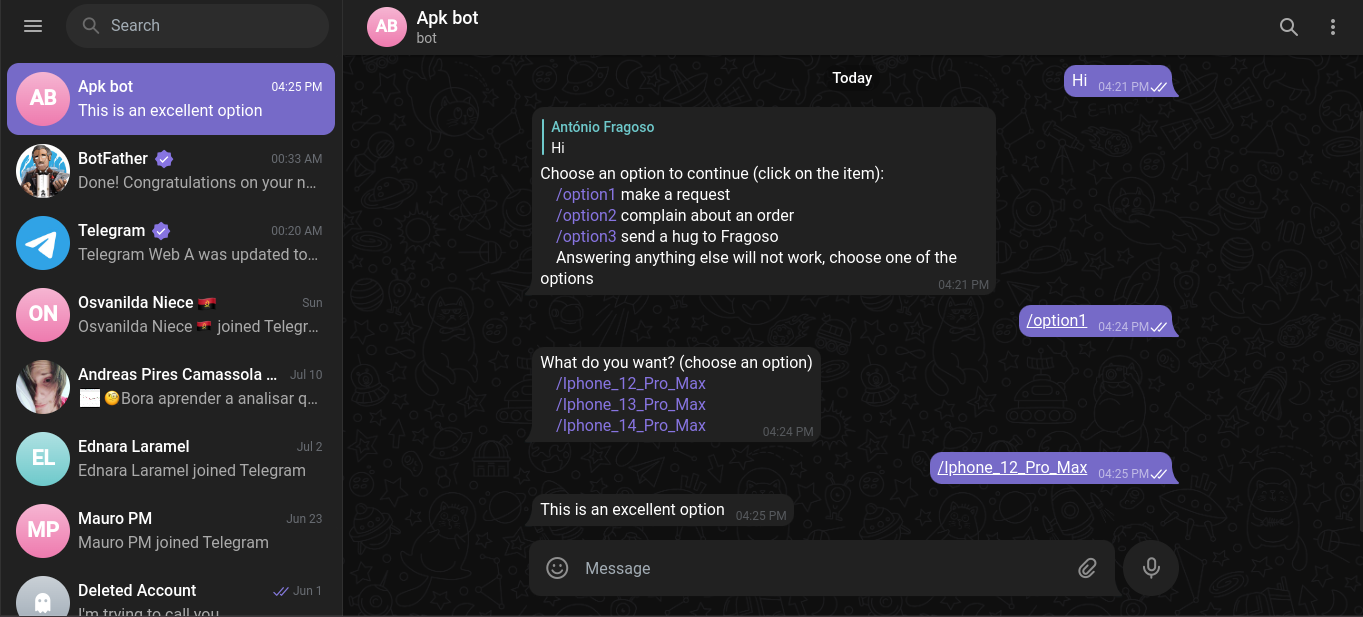 Search
AB
Apk bot
04:25 PM
This is an excellent option
BotFather
00:33 AM
Done! Congratulations on your n...
Telegram
00:20 AM
Telegram Web A was updated to...
ON
Osvanilda Niece 🇦🇴
Sun
Osvanilda Niece 🇦🇴 joined Telegr...
Andreas Pires Camassola ...
Jul 10
Bora aprender a analisar q...
EL
Ednara Laramel
Jul 2
Ednara Laramel joined Telegram
MP
Mauro PM
Jun 23
Mauro PM joined Telegram
Deleted Account
Jun 1
I'm trying to call you
AB
Apk bot
bot
Today
Hi
04:21 PM
António Fragoso
Hi
Choose an option to continue (click on the item):
/option1 make a request
/option2 complain about an order
/option3 send a hug to Fragoso
Answering anything else will not work, choose one of the
options
04:21 PM
/option1
04:24 PM
What do you want? (choose an option)
/Iphone_12_Pro_Max
/Iphone_13_Pro_Max
/Iphone_14_Pro_Max
04:24 PM
/Iphone_12_Pro_Max
04:25 PM
This is an excellent option
04:25 PM
Message